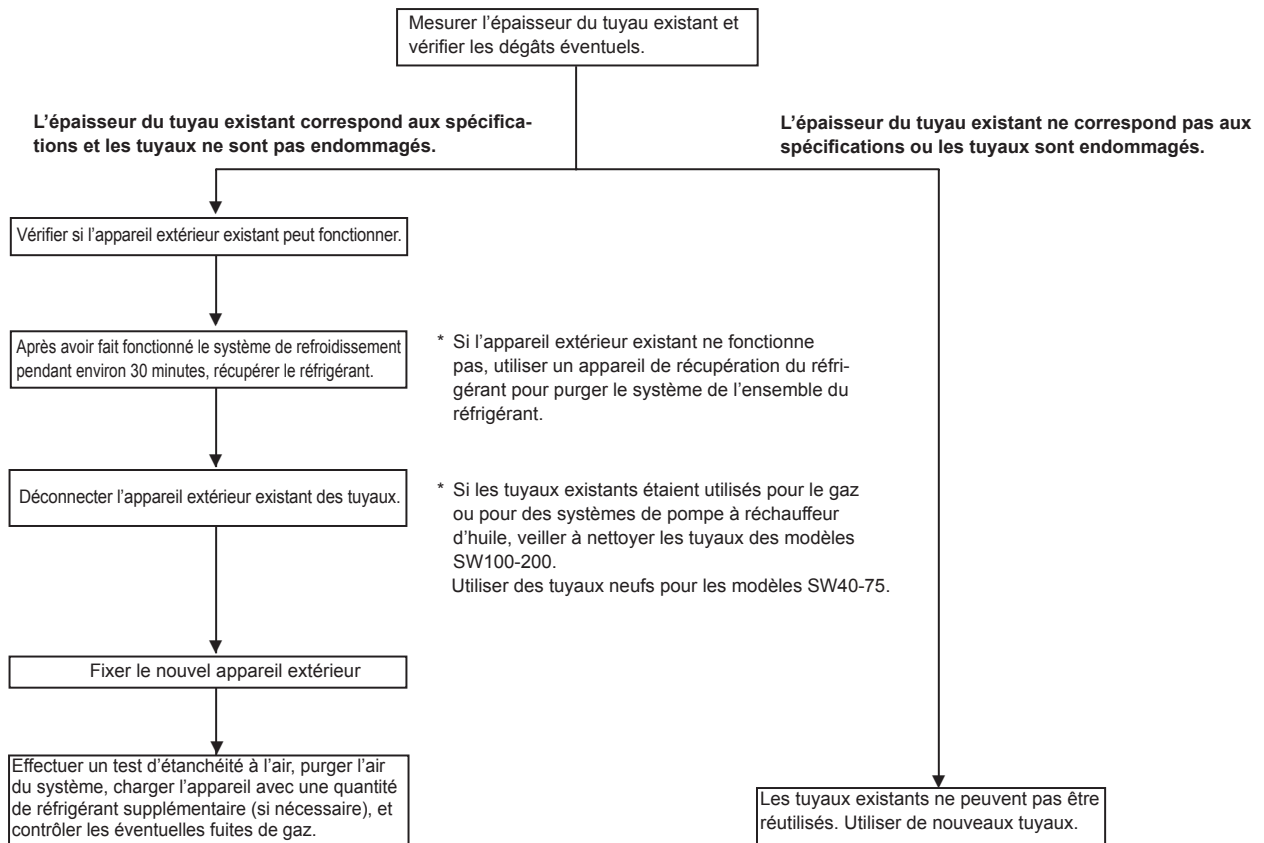 Mesurer l’épaisseur du tuyau existant et
vérifier les dégâts éventuels.
L’épaisseur du tuyau existant correspond aux spécifica-
tions et les tuyaux ne sont pas endommagés.
L’épaisseur du tuyau existant ne correspond pas aux
spécifications ou les tuyaux sont endommagés.
Vérifier si l’appareil extérieur existant peut fonctionner.
Après avoir fait fonctionné le système de refroidissement
pendant environ 30 minutes, récupérer le réfrigérant.
* Si l’appareil extérieur existant ne fonctionne
pas, utiliser un appareil de récupération du réfri-
gérant pour purger le système de l’ensemble du
réfrigérant.
Déconnecter l’appareil extérieur existant des tuyaux.
* Si les tuyaux existants étaient utilisés pour le gaz
ou pour des systèmes de pompe à réchauffeur
d’huile, veiller à nettoyer les tuyaux des modèles
SW100-200.
Utiliser des tuyaux neufs pour les modèles SW40-75.
Fixer le nouvel appareil extérieur
Effectuer un test d’étanchéité à l’air, purger l’air
du système, charger l’appareil avec une quantité
de réfrigérant supplémentaire (si nécessaire), et
contrôler les éventuelles fuites de gaz.
Les tuyaux existants ne peuvent pas être
réutilisés. Utiliser de nouveaux tuyaux.